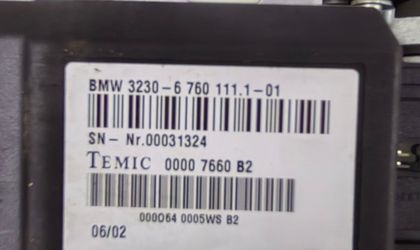 BMW 3230-6 760 111.1-01
SN- Nr.00031324
TEMIC 0000 7660 B2
000064 0005WS B2
06/02